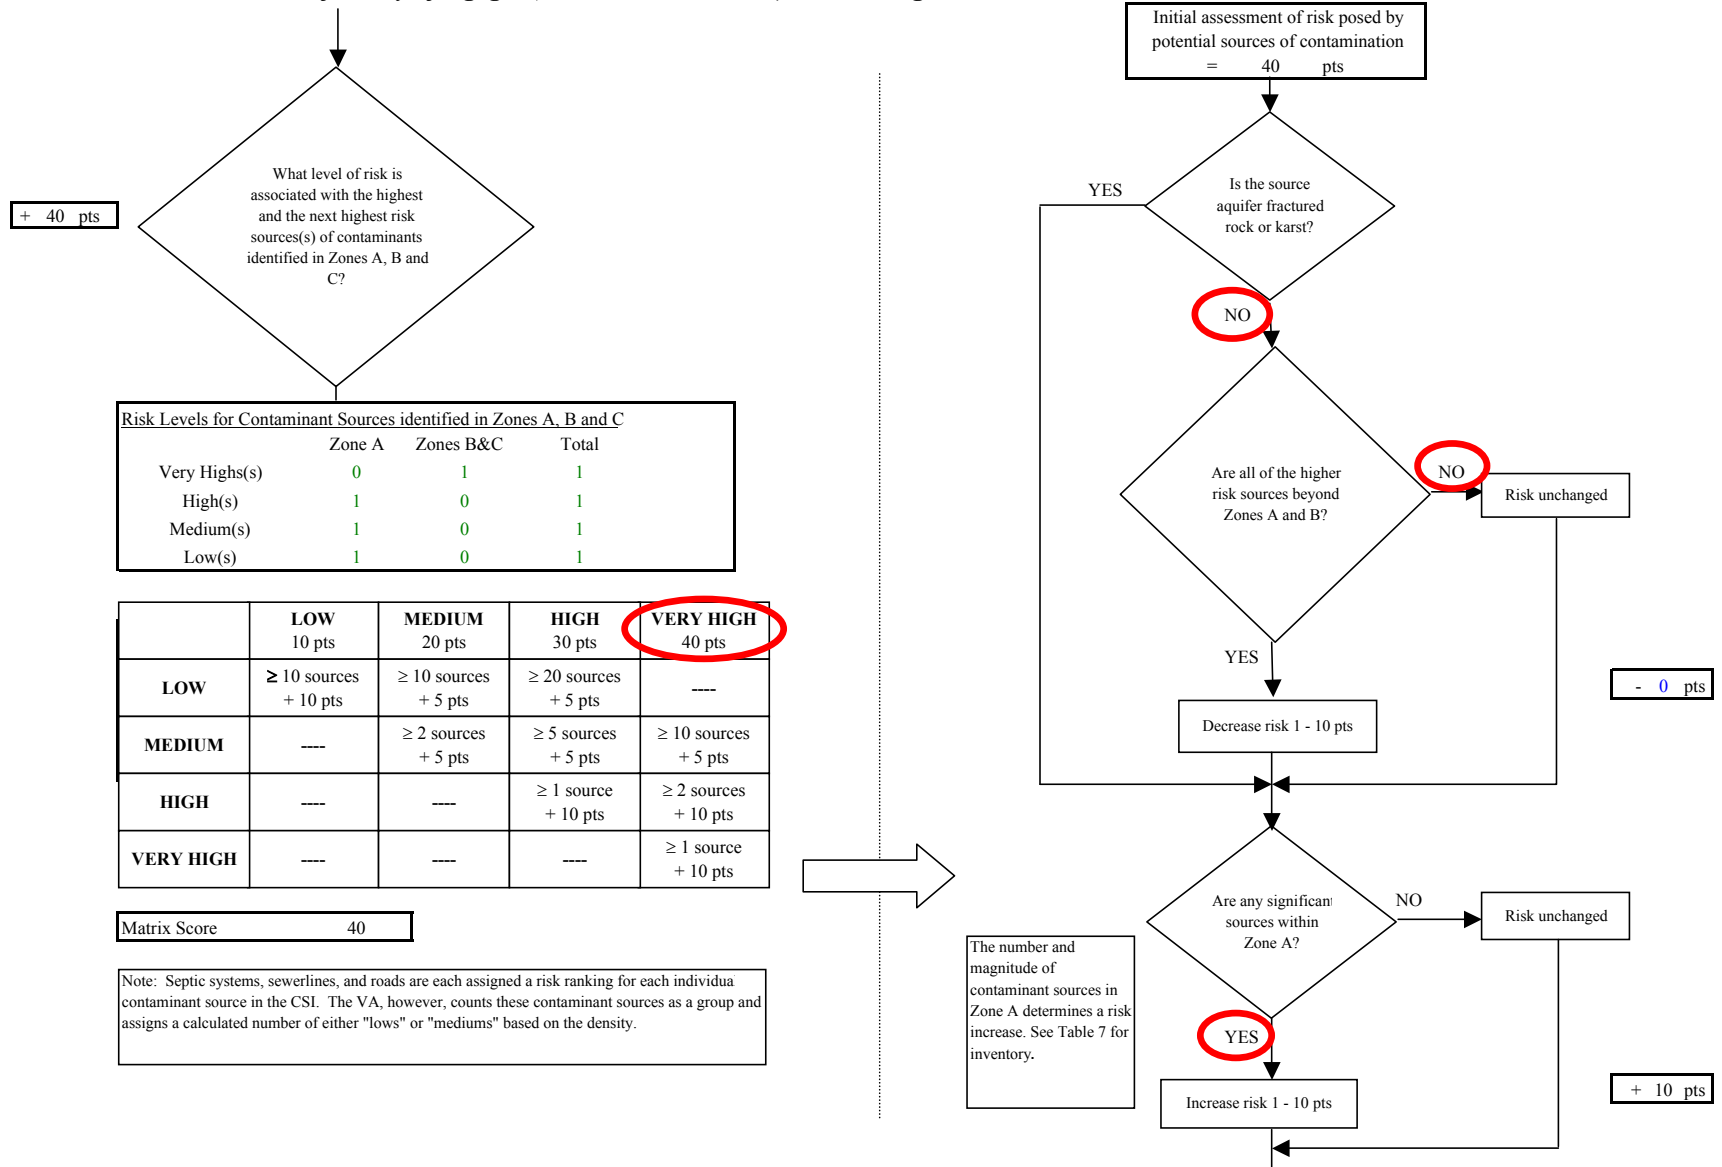 What level of risk is
associated with the highest
and the next highest risk
sources(s) of contaminants
identified in Zones A, B and
C?
+ 40 pts
Risk Levels for Contaminant Sources identified in Zones A, B and C
Zone A Zones B&C Total
Very Highs(s) 0 1 1
High(s) 1 0 1
Medium(s) 1 0 1
Low(s) 1 0 1
LOW MEDIUM HIGH VERY HIGH
10 pts 20 pts 30 pts 40 pts
LOW ≥ 10 sources ≥ 10 sources ≥ 20 sources ----
+ 10 pts + 5 pts + 5 pts
MEDIUM ---- ≥ 2 sources ≥ 5 sources ≥ 10 sources
+ 5 pts + 5 pts + 5 pts
HIGH ---- ---- ≥ 1 source ≥ 2 sources
+ 10 pts + 10 pts
VERY HIGH ---- ---- ---- ≥ 1 source
+ 10 pts
Matrix Score 40
Note: Septic systems, sewerlines, and roads are each assigned a risk ranking for each individua
contaminant source in the CSI. The VA, however, counts these contaminant sources as a group and
assigns a calculated number of either "lows" or "mediums" based on the density.
Initial assessment of risk posed by
potential sources of contamination
= 40 pts
Is the source
aquifer fractured
rock or karst?
YES
NO
Are all of the higher
risk sources beyond
Zones A and B?
NO
Risk unchanged
YES
- 0 pts
Decrease risk 1 - 10 pts
Are any significant
sources within
Zone A?
NO
Risk unchanged
The number and
magnitude of
contaminant sources in
Zone A determines a risk
increase. See Table 7 for
inventory.
YES
Increase risk 1 - 10 pts
+ 10 pts